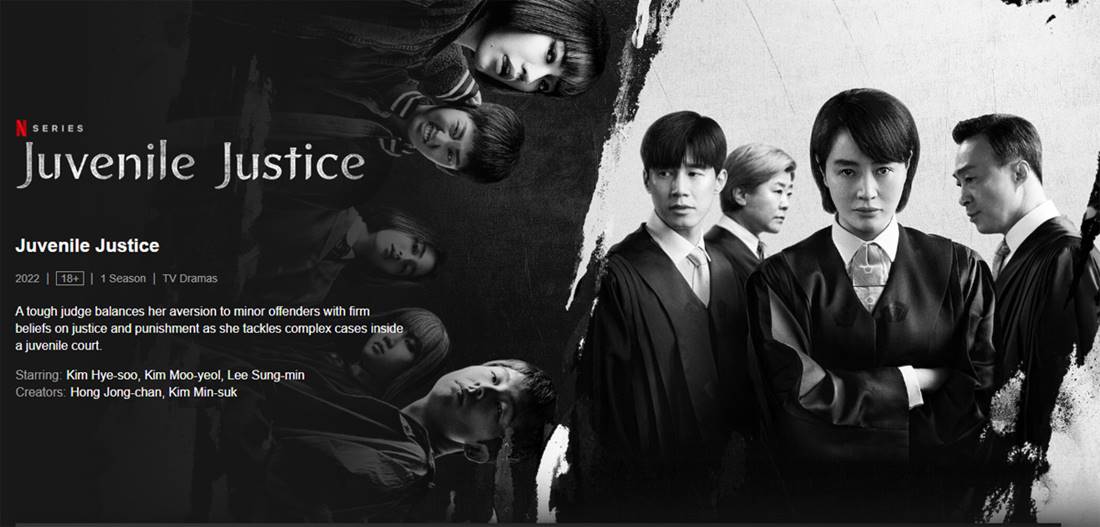 N SERIES
Juvenile Justice
Juvenile Justice
2022 | 18+ | 1 Season | TV Dramas
A tough judge balances her aversion to minor offenders with firm
beliefs on justice and punishment as she tackles complex cases inside
a juvenile court.
Starring: Kim Hye-soo, Kim Moo-yeol, Lee Sung-min
Creators: Hong Jong-chan, Kim Min-suk